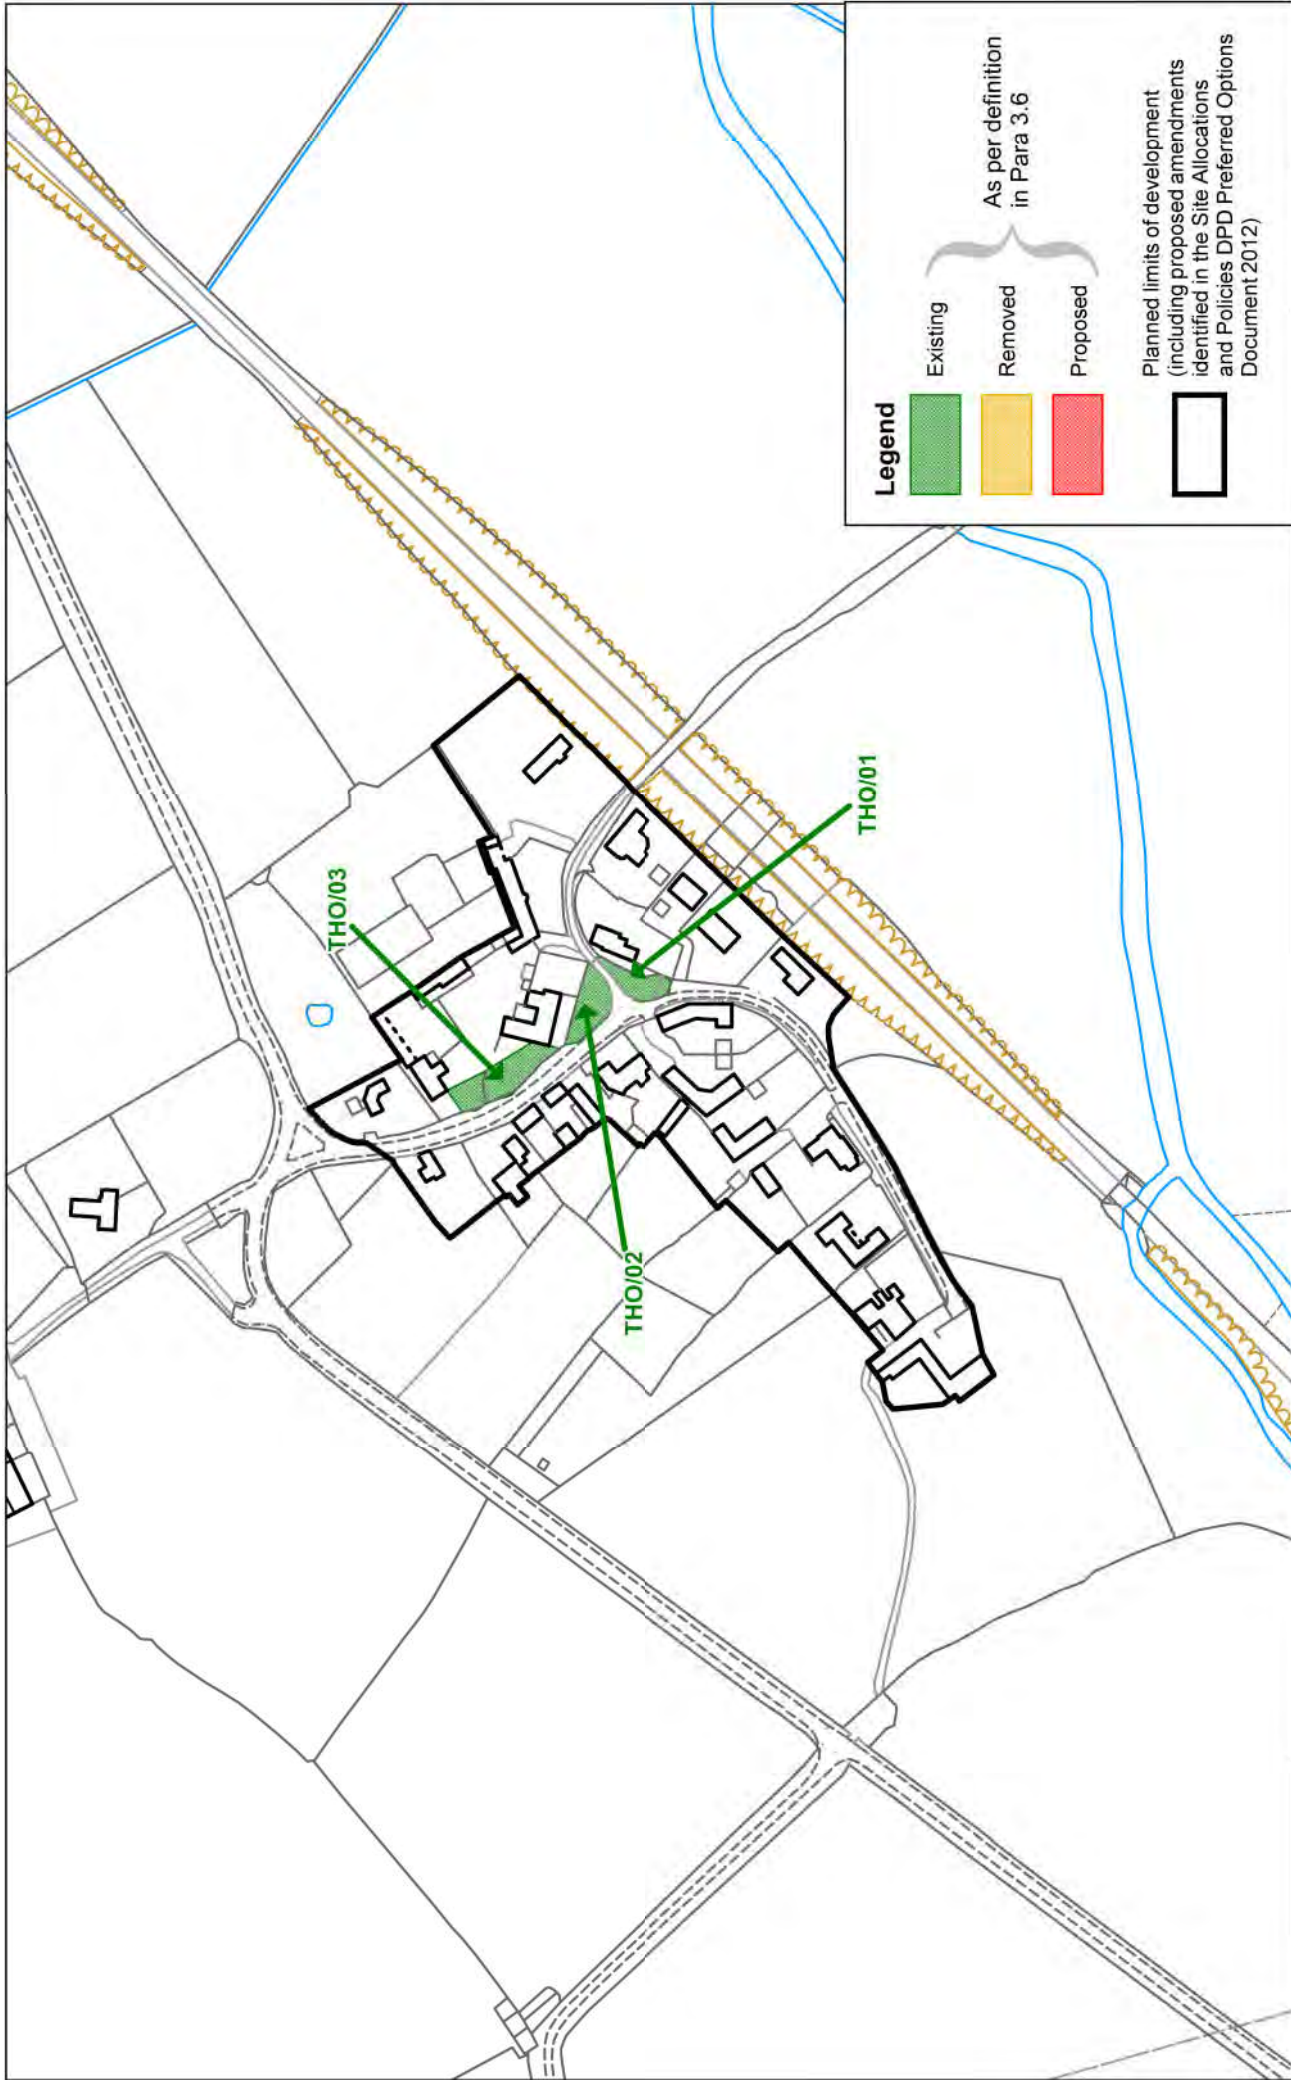 THO/03
THO/01
THO/02
Legend
Existing
Removed
Proposed
As per definition
in Para 3.6
Planned limits of development
(including proposed amendments
identified in the Site Allocations
and Policies DPD Preferred Options
Document 2012)